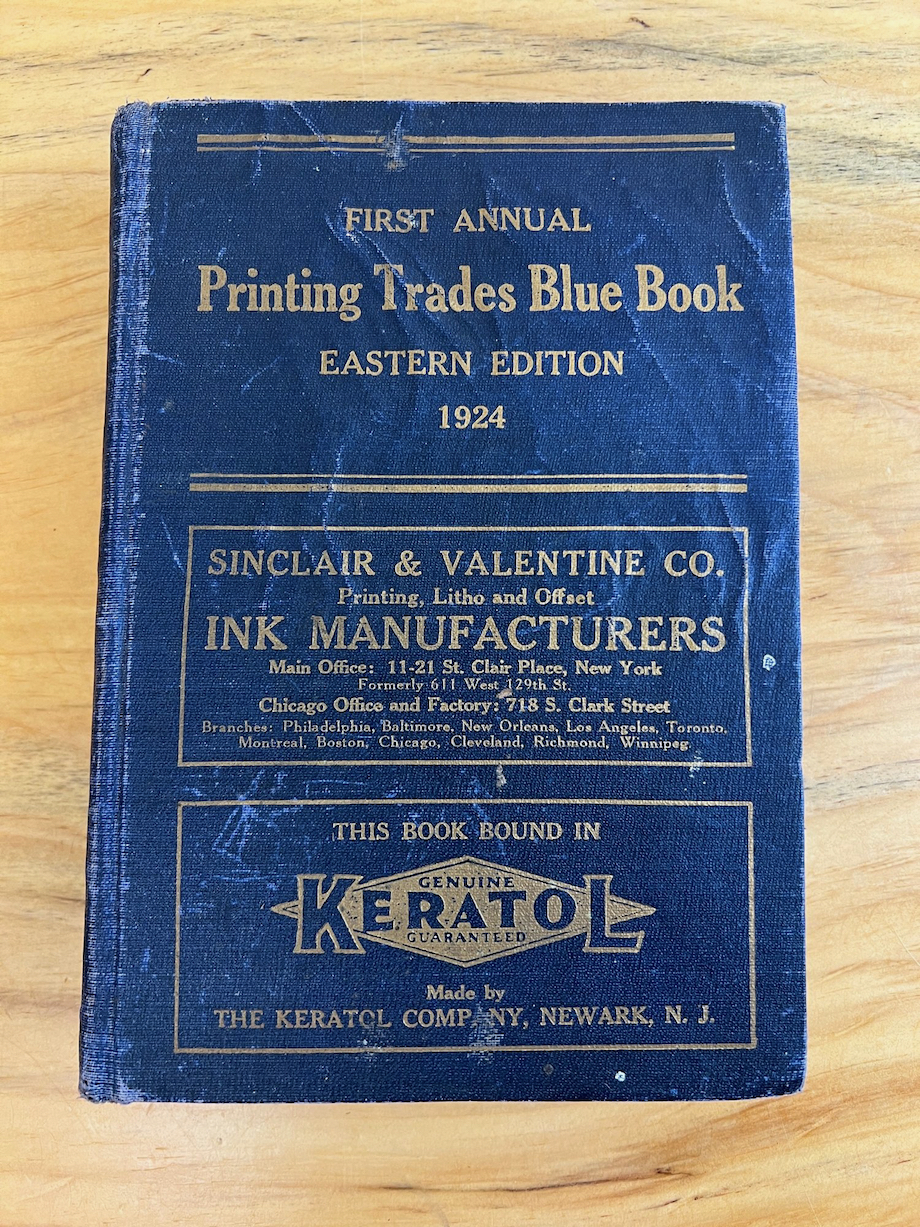 FIRST ANNUAL
Printing Trades Blue Book
EASTERN EDITION
1924
SINCLAIR & VALENTINE CO.
Printing, Litho and Offset
INK MANUFACTURERS
Main Office: 11-21 St. Clair Place, New York
Formerly 611 West 129th St.
Chicago Office and Factory: 718 S. Clark Street
Branches: Philadelphia, Baltimore, New Orleans, Los Angeles, Toronto,
Montreal, Boston, Chicago, Cleveland, Richmond, Winnipeg.
THIS BOOK BOUND IN
GENUINE
KERATOL
GUARANTEED
Made by
THE KERATOL COMPANY, NEWARK, N. J.